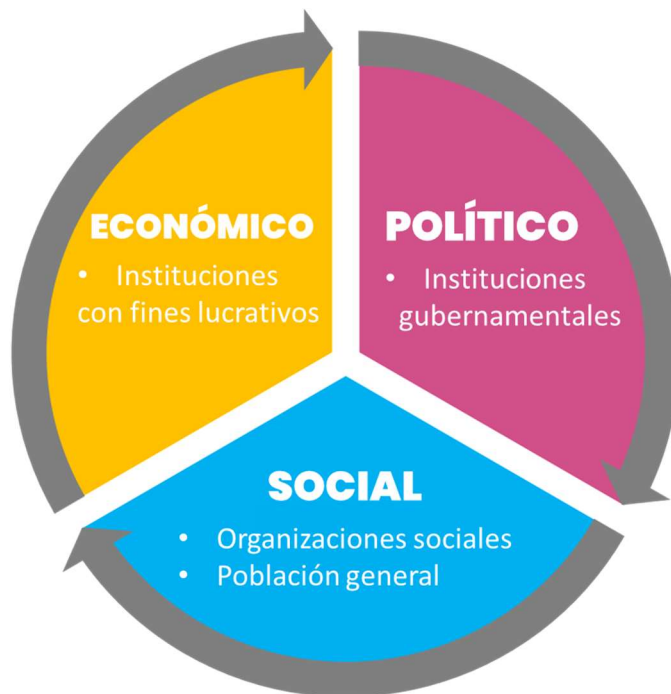 ECONÓMICO
• Instituciones
con fines lucrativos
POLÍTICO
• Instituciones
gubernamentales
SOCIAL
• Organizaciones sociales
• Población general